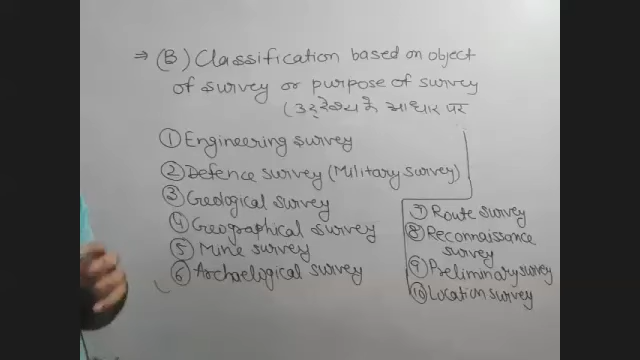 ⇒ (B) Classification based on object
of survey or purpose of survey
(उद्देश्य के आधार पर
① Engineering survey
② Defence survey (Military survey)
③ Geological survey
④ Geographical survey
⑤ Mine survey
⑥ Archaelogical survey
⑦ Route survey
⑧ Reconnaissance
survey
⑨ Preliminary survey
⑩ Location survey